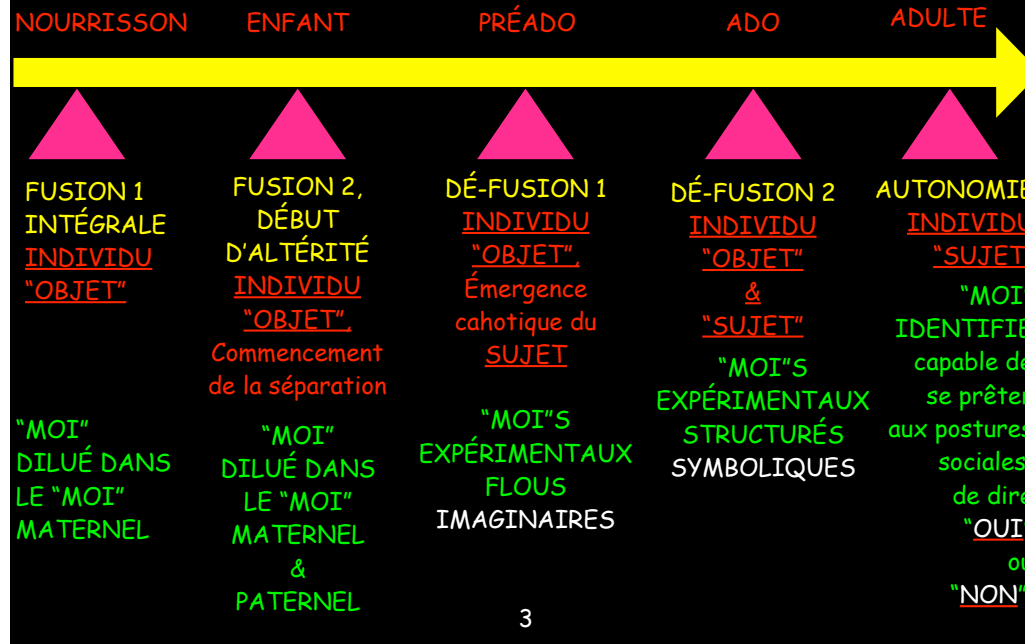 NOURRISSON
ENFANT
PRÉADO
ADO
ADULTE
FUSION 1
INTÉGRALE
INDIVIDU
“OBJET”
“MOI”
DILUÉ DANS
LE “MOI”
MATERNEL
FUSION 2,
DÉBUT
D’ALTÉRITÉ
INDIVIDU
“OBJET”,
Commencement
de la séparation
“MOI”
DILUÉ DANS
LE “MOI”
MATERNEL
&
PATERNEL
DÉ-FUSION 1
INDIVIDU
“OBJET”,
Émergence
cahotique du
SUJET
“MOI”S
EXPÉRIMENTAUX
FLOUS
IMAGINAIRES
DÉ-FUSION 2
INDIVIDU
“OBJET”
&
“SUJET”
“MOI”S
EXPÉRIMENTAUX
STRUCTURÉS
SYMBOLIQUES
AUTONOMIE
INDIVIDU
“SUJET”
“MOI”
IDENTIFIE
capable de
se prêter
aux postures
sociales
de dire
“OUI”
ou
“NON”
3